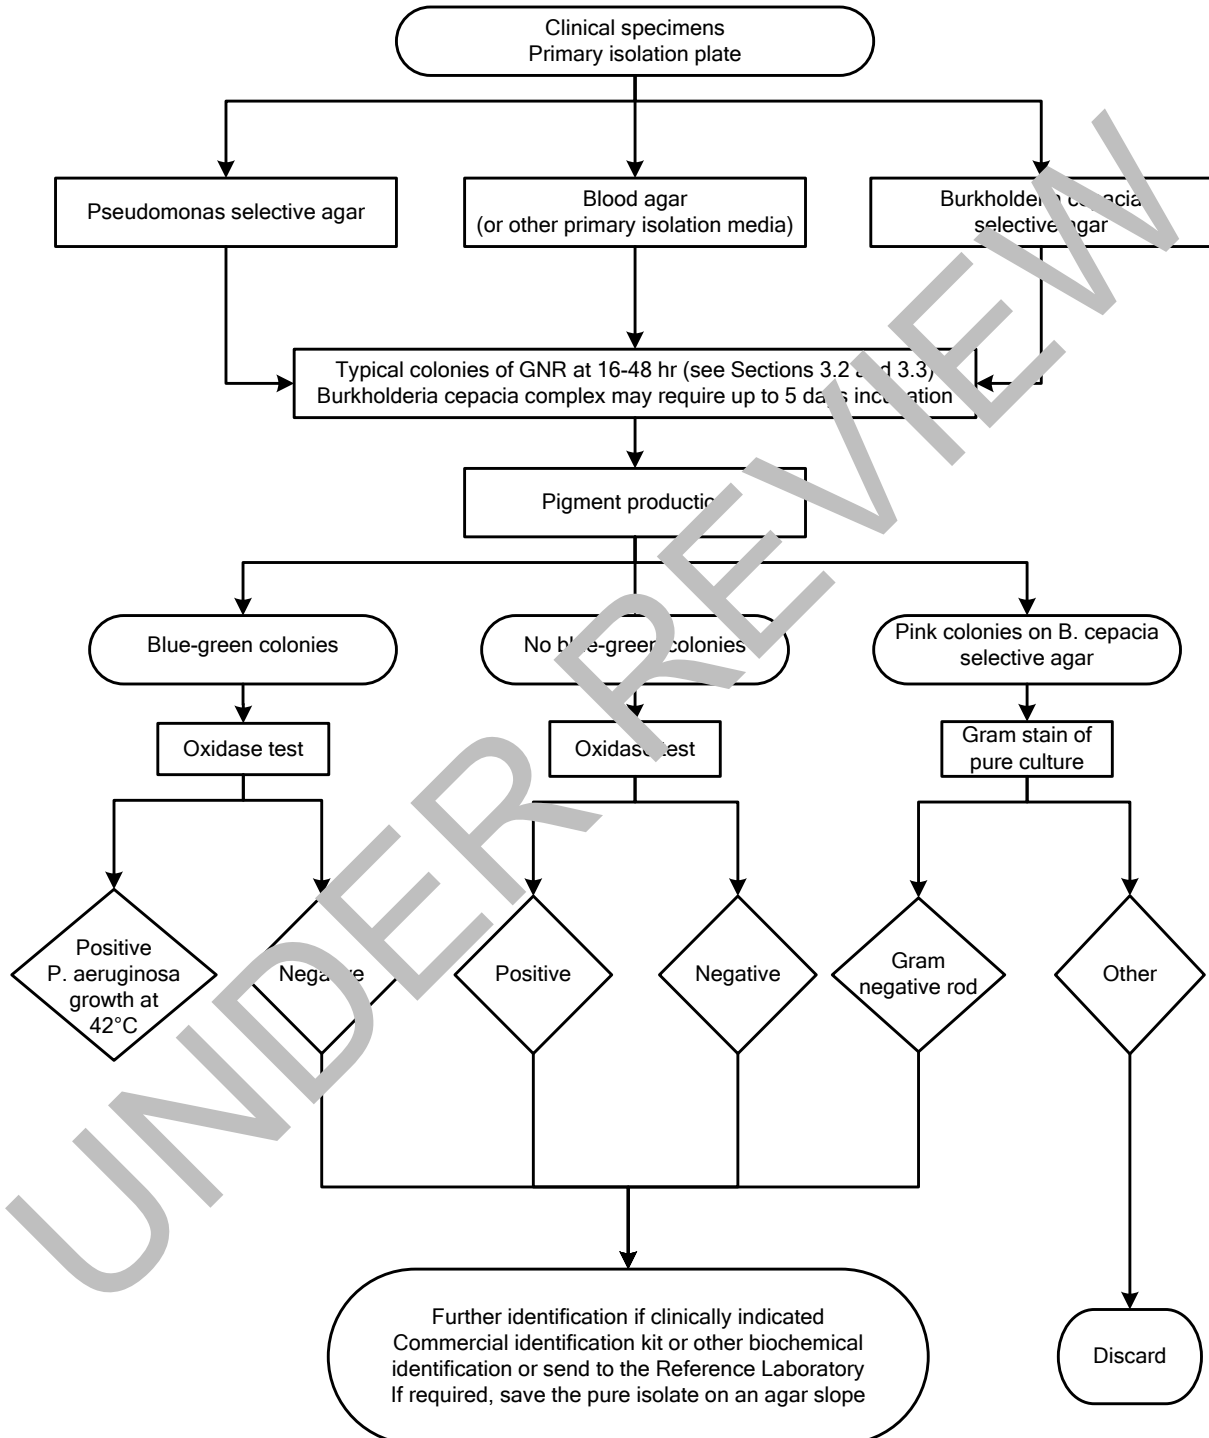 Clinical specimens
Primary isolation plate
Pseudomonas selective agar
Blood agar
(or other primary isolation media)
Burkholderia cepacia
selective agar
Typical colonies of GNR at 16-48 hr (see Sections 3.2 and 3.3)
Burkholderia cepacia complex may require up to 5 days incubation
Pigment production
Blue-green colonies
No blue-green colonies
Pink colonies on B. cepacia
selective agar
Oxidase test
Oxidase test
Gram stain of
pure culture
Positive
P. aeruginosa
growth at
42°C
Negative
Positive
Negative
Gram
negative rod
Other
Further identification if clinically indicated
Commercial identification kit or other biochemical
identification or send to the Reference Laboratory
If required, save the pure isolate on an agar slope
Discard
UNDER REVIEW